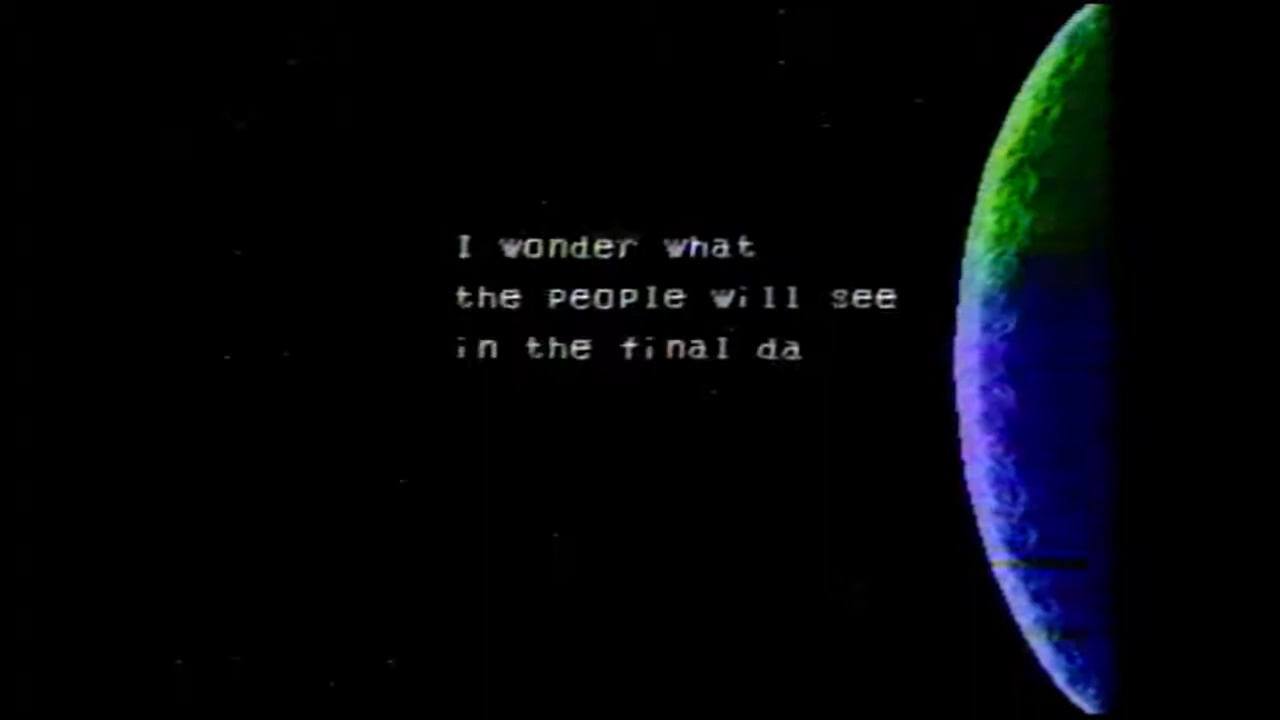 I wonder what
the people will see
in the final da